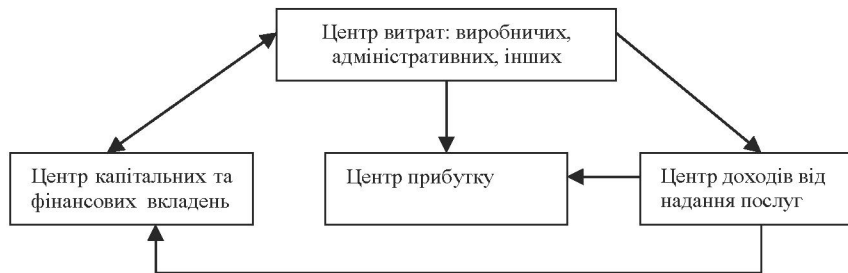 Центр витрат: виробничих,
адміністративних, інших
Центр капітальних та
фінансових вкладень
Центр прибутку
Центр доходів від
надання послуг